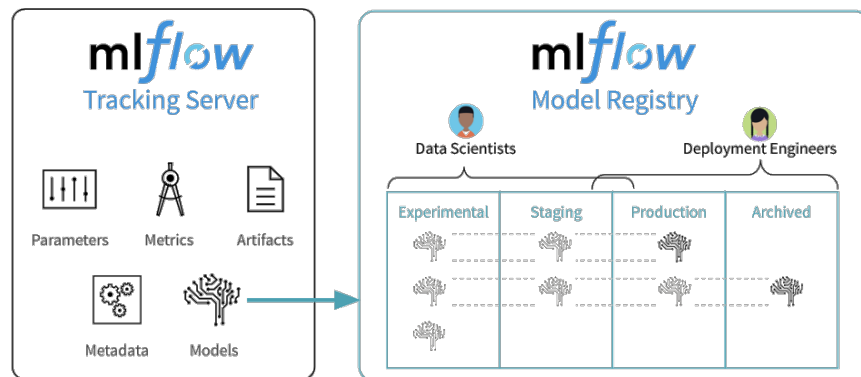 mlflow
Tracking Server
Parameters
Metrics
Artifacts
Metadata
Models
mlflow
Model Registry
Data Scientists
Deployment Engineers
Experimental
Staging
Production
Archived